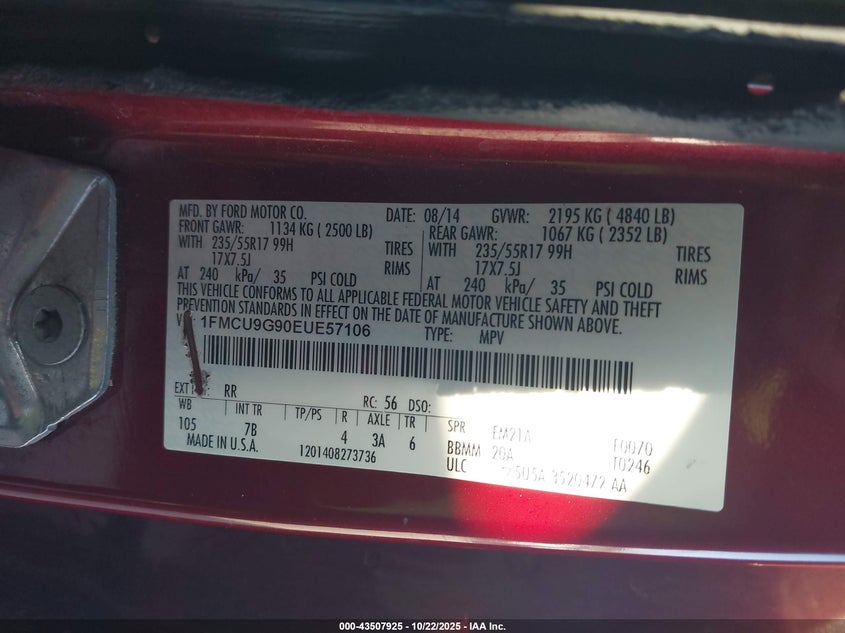 MFD. BY FORD MOTOR CO. DATE: 08/14 GVWR: 2195 KG ( 4840 LB)
FRONT GAWR: 1134 KG ( 2500 LB) REAR GAWR: 1067 KG ( 2352 LB)
WITH 235/55R17 99H TIRES WITH 235/55R17 99H TIRES
17X7.5J RIMS 17X7.5J RIMS
AT 240 kPa/ 35 PSI COLD AT 240 kPa/ 35 PSI COLD
THIS VEHICLE CONFORMS TO ALL APPLICABLE FEDERAL MOTOR VEHICLE SAFETY AND THEFT
PREVENTION STANDARDS IN EFFECT ON THE DATE OF MANUFACTURE SHOWN ABOVE.
1FMCU9G90EUE57106 TYPE: MPV
EXT RR RC: 56 DSO:
WB INT TR TP/PS R AXLE TR SPR EM21A F0070
105 7B 4 3A 6 BBMM 20A T0246
MADE IN U.S.A. 1201408273736 ULC 3520472 AA
000-43507925 - 10/22/2025 - IAA Inc.